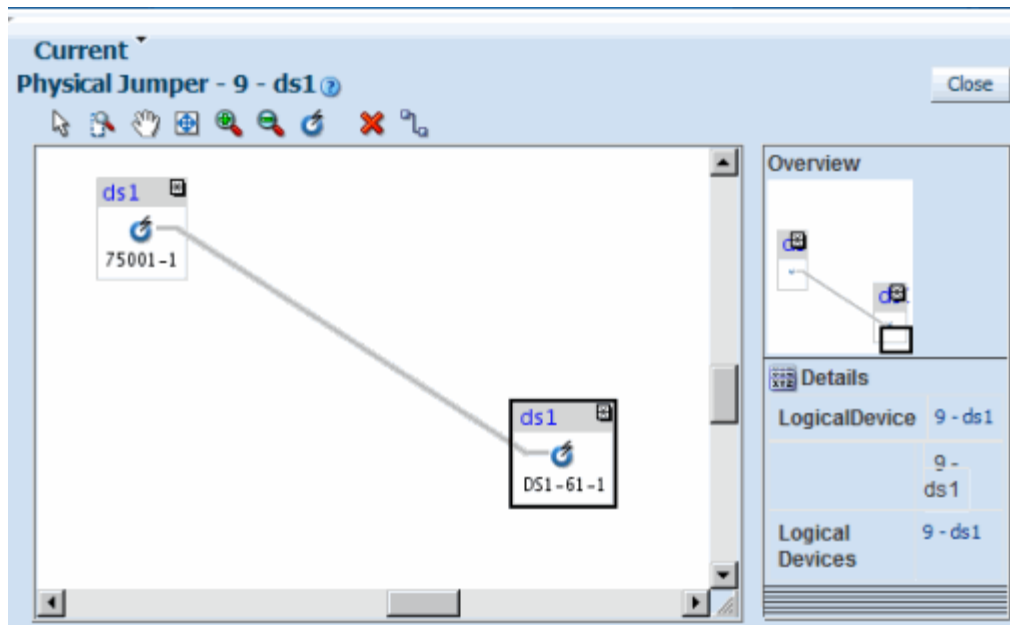 Current
Physical Jumper - 9 - ds1
Close
ds1
75001-1
ds1
DS1-61-1
Overview
Details
LogicalDevice 9 - ds1
9 -
ds1
Logical 9 - ds1
Devices